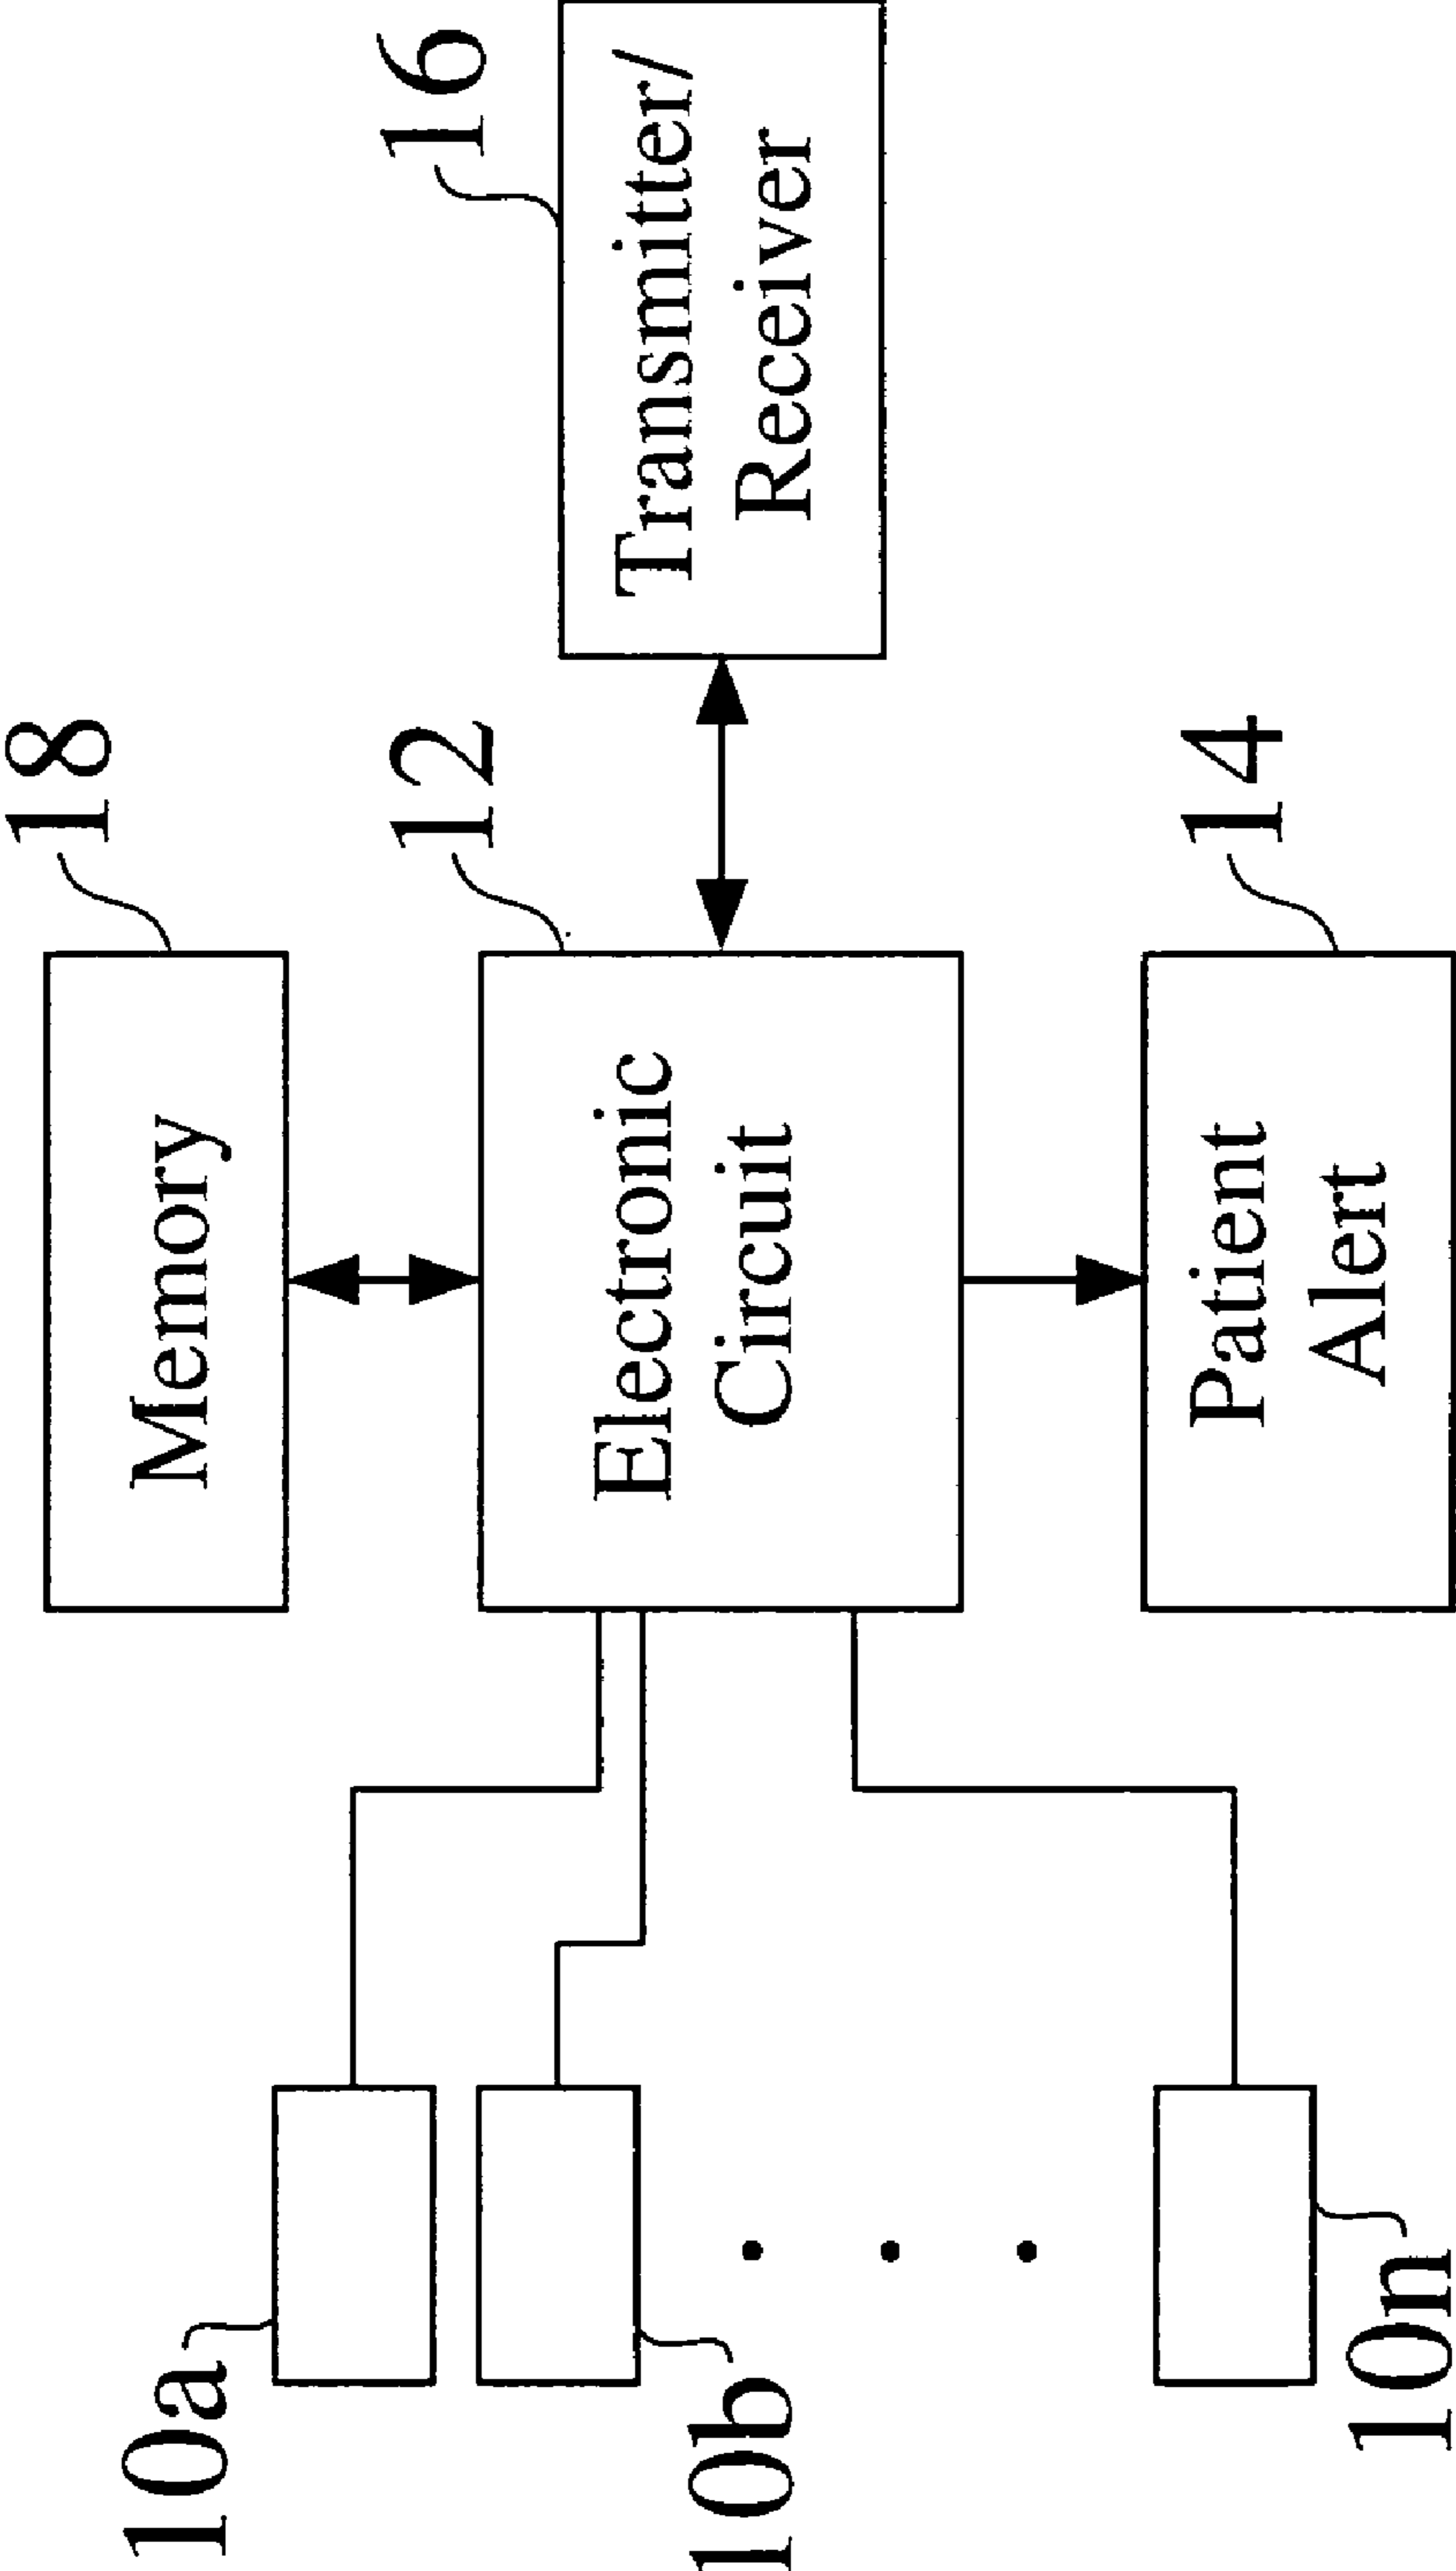 18
Memory
16
12
Transmitter/
Receiver
Electronic
Circuit
10a
10b
14
Patient
Alert
10n